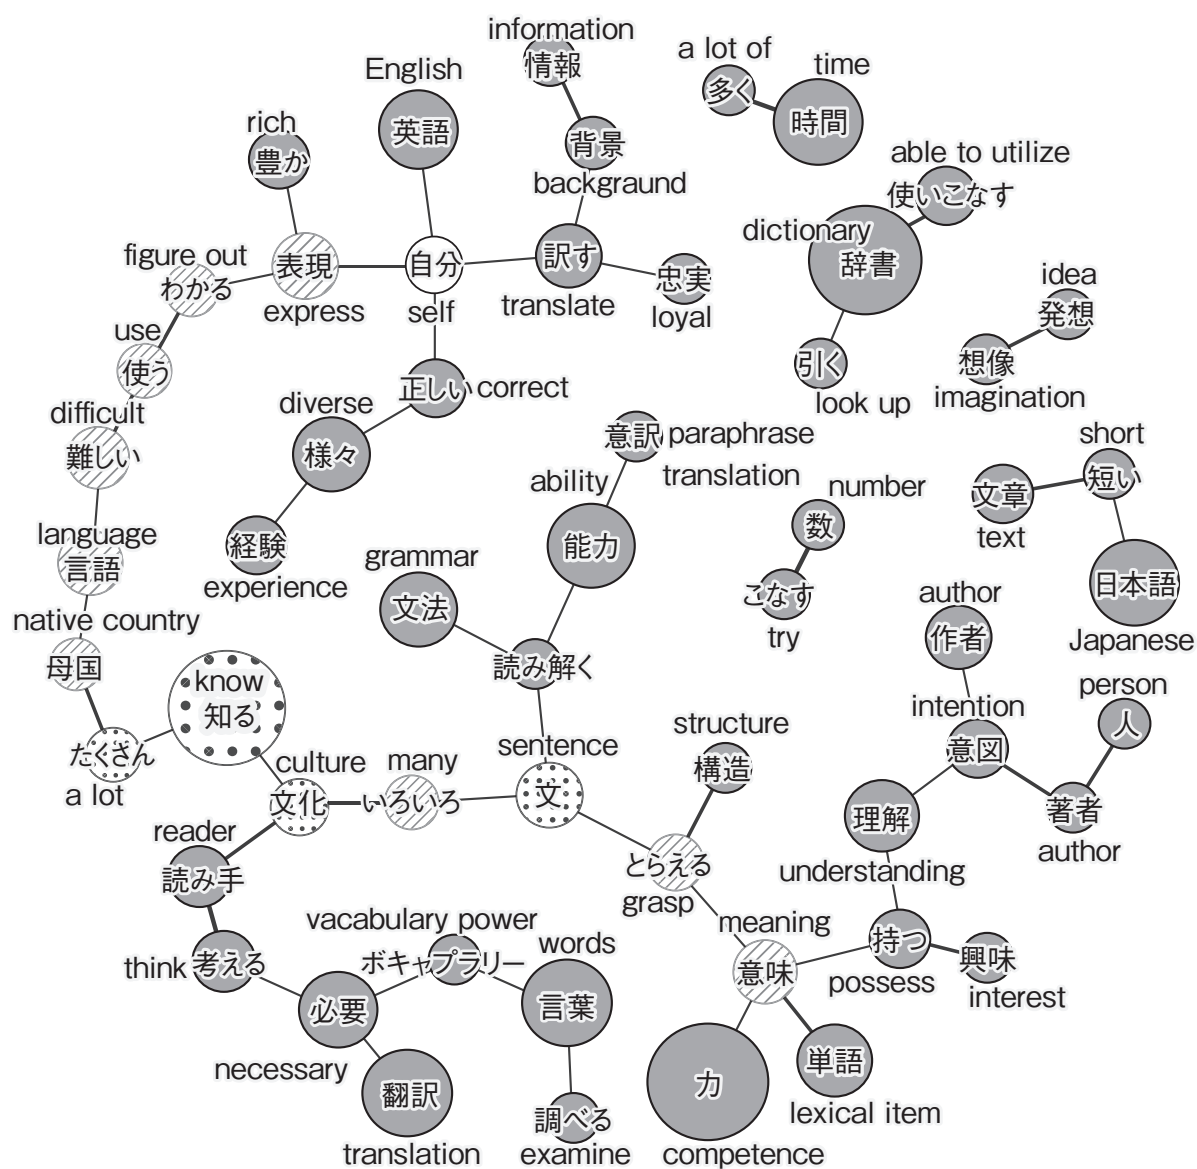 information
情報
a lot of
多く
time
時間
English
英語
rich
豊か
背景
backgraund
able to utilize
使いこなす
dictionary
辞書
figure out
わかる
表現
express
自分
self
訳す
translate
忠実
loyal
idea
発想
想像
imagination
use
使う
引く
look up
正しい correct
diverse
様々
difficult
難しい
意訳 paraphrase
translation
ability
能力
short
短い
文章
text
number
数
こなす
try
language
言語
経験
experience
grammar
文法
日本語
Japanese
native country
母国
読み解く
author
作者
know
知る
たくさん
a lot
culture
文化
many
いろいろ
sentence
文
structure
構造
intention
意図
person
人
著者
author
理解
understanding
reader
読み手
とらえる
grasp
think 考える
vacabulary power
ボキャブラリー
words
言葉
meaning
意味
持つ
possess
興味
interest
必要
necessary
翻訳
translation
調べる
examine
力
competence
単語
lexical item